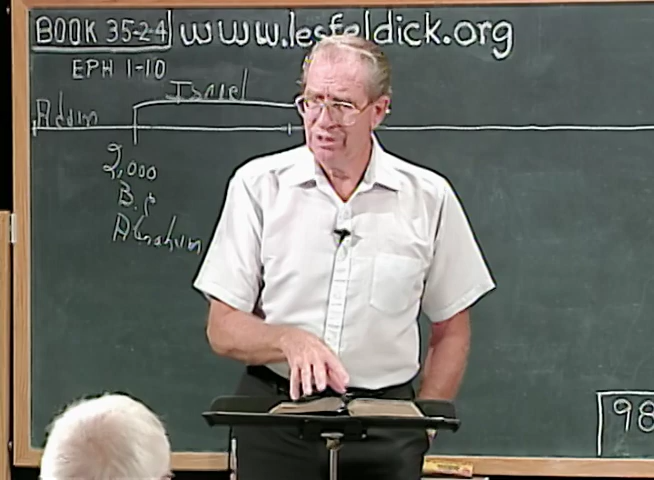 BOOK 35-2-4 www.lesfeldick.org
EPH 1-10
Israel
Adam
2,000
B.C
Abraham
98